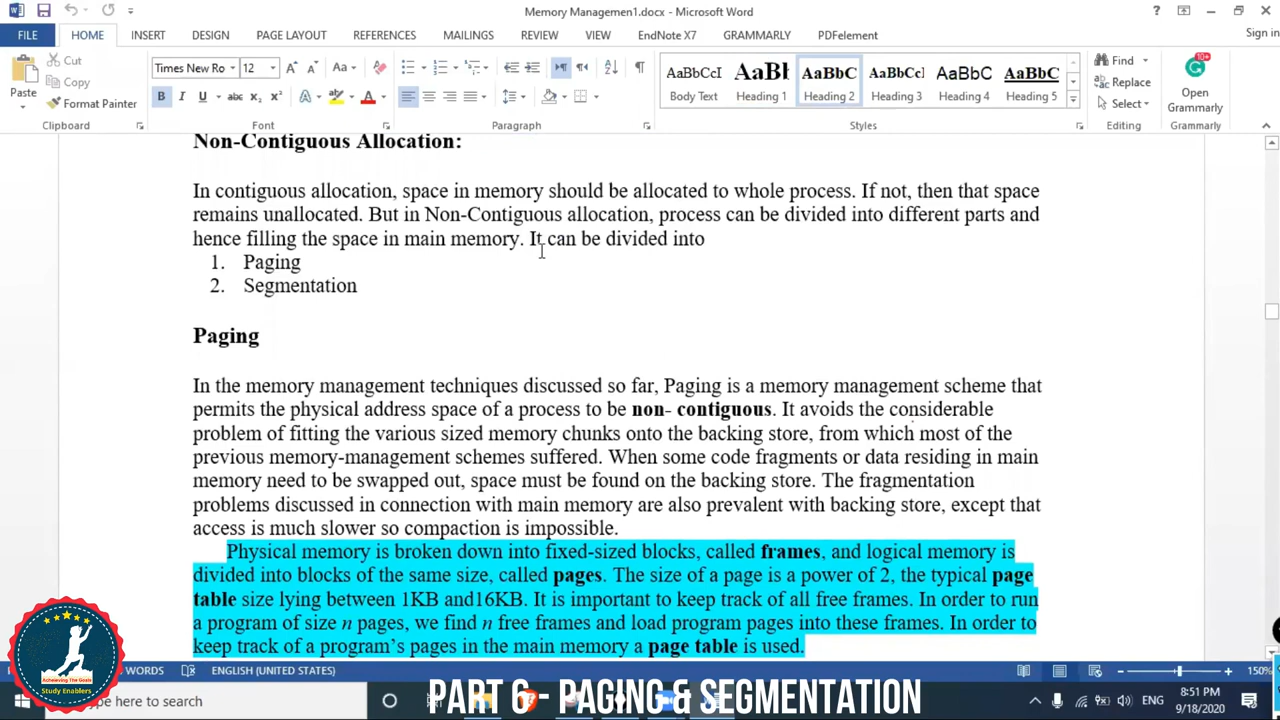 Memory Managemen1.docx - Microsoft Word
Sign in
FILE HOME INSERT DESIGN PAGE LAYOUT REFERENCES MAILINGS REVIEW VIEW EndNote X7 GRAMMARLY PDFelement
Paste
Cut
Copy
Format Painter
Times New Ro 12
Aa
B I U abc X₂ X²
AaBbCcI AaBbI AaBbC AaBbCc] AaBbC AaBbC
Body Text Heading 1 Heading 2 Heading 3 Heading 4 Heading 5
Find
Replace
Select
10+
Open
Grammarly
Clipboard Font Paragraph Styles Editing Grammarly
Non-Contiguous Allocation:
In contiguous allocation, space in memory should be allocated to whole process. If not, then that space
remains unallocated. But in Non-Contiguous allocation, process can be divided into different parts and
hence filling the space in main memory. It can be divided into
1. Paging
2. Segmentation
Paging
In the memory management techniques discussed so far, Paging is a memory management scheme that
permits the physical address space of a process to be non- contiguous. It avoids the considerable
problem of fitting the various sized memory chunks onto the backing store, from which most of the
previous memory-management schemes suffered. When some code fragments or data residing in main
memory need to be swapped out, space must be found on the backing store. The fragmentation
problems discussed in connection with main memory are also prevalent with backing store, except that
access is much slower so compaction is impossible.
Physical memory is broken down into fixed-sized blocks, called frames, and logical memory is
divided into blocks of the same size, called pages. The size of a page is a power of 2, the typical page
table size lying between 1KB and16KB. It is important to keep track of all free frames. In order to run
a program of size n pages, we find n free frames and load program pages into these frames. In order to
keep track of a program's pages in the main memory a page table is used.
WORDS ENGLISH (UNITED STATES) 150%
Achieveing The Goals
Study Enablers
here to search
PART 6 - PAGING & SEGMENTATION
ENG
8:51 PM
9/18/2020